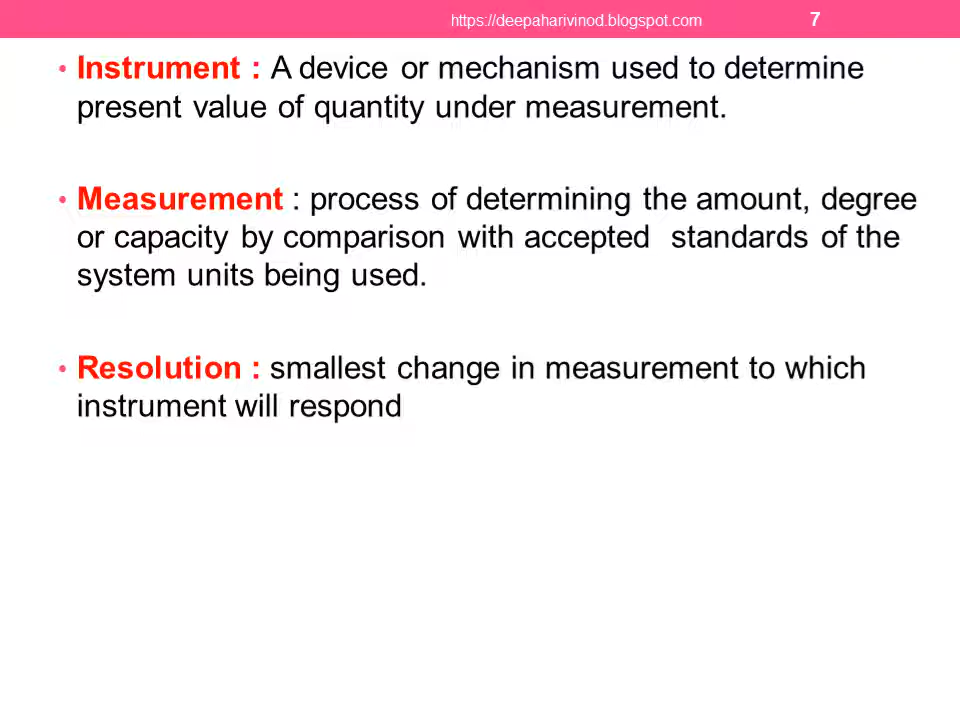 https://deepaharivinod.blogspot.com 7
• Instrument : A device or mechanism used to determine
present value of quantity under measurement.
• Measurement : process of determining the amount, degree
or capacity by comparison with accepted  standards of the
system units being used.
• Resolution : smallest change in measurement to which
instrument will respond